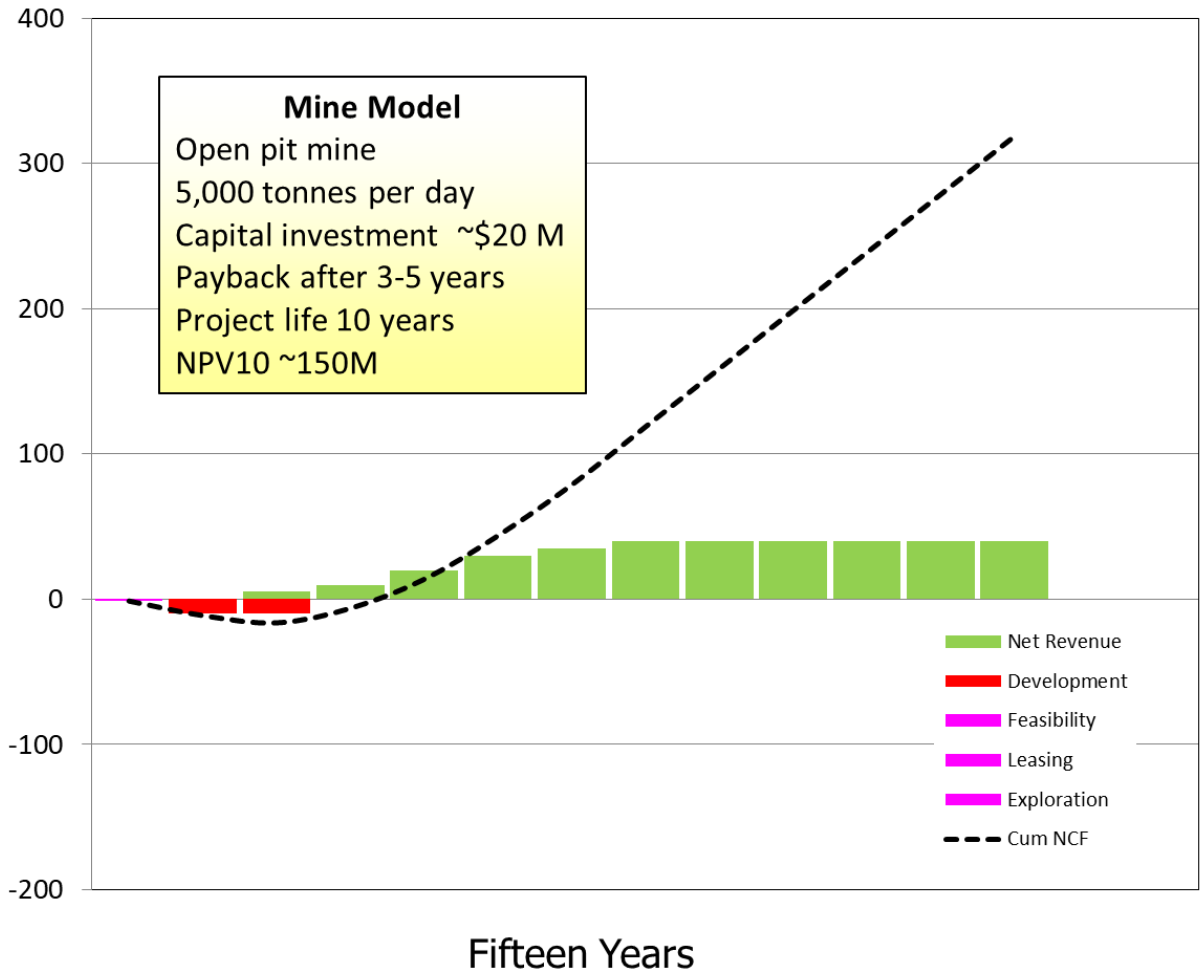 400
300
200
100
0
-100
-200
Mine Model
Open pit mine
5,000 tonnes per day
Capital investment ~$20 M
Payback after 3-5 years
Project life 10 years
NPV10 ~150M
Net Revenue
Development
Feasibility
Leasing
Exploration
Cum NCF
Fifteen Years